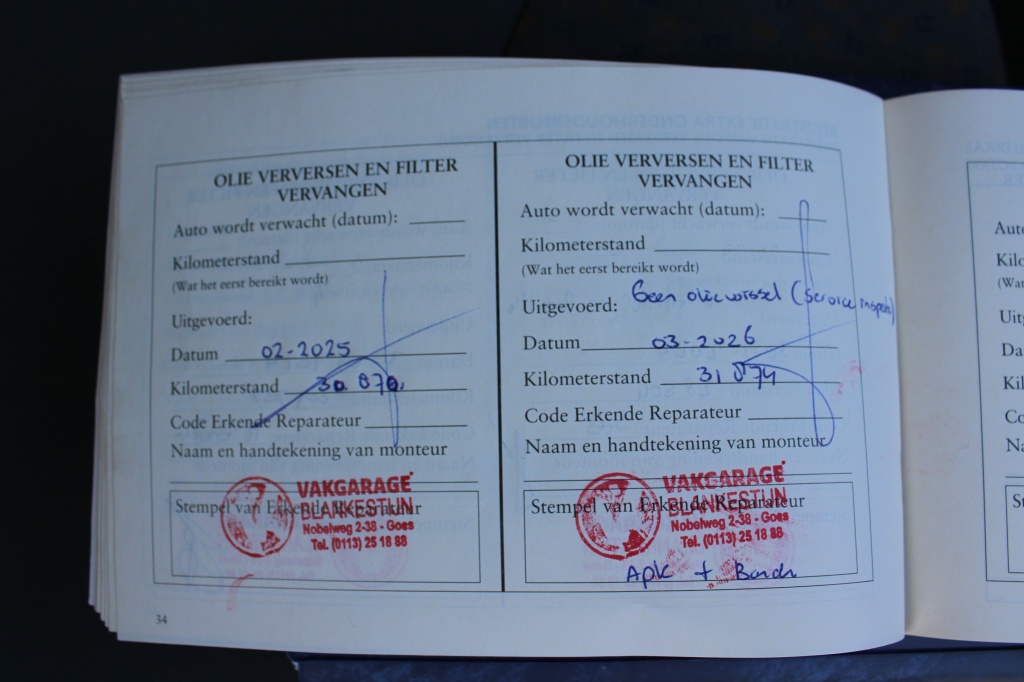 OLIE VERVERSEN EN FILTER
VERVANGEN
Auto wordt verwacht (datum):
Kilometerstand
(Wat het eerst bereikt wordt)
Uitgevoerd:
Datum 02-2025
Kilometerstand 30 870,
Code Erkende Reparateur
Naam en handtekening van monteur
Stempel van Erkende Reparateur
VAKGARAGE
BLANKESTIJN
Nobelweg 2-38 - Goes
Tel. (0113) 25 18 88
34
OLIE VERVERSEN EN FILTER
VERVANGEN
Auto wordt verwacht (datum):
Kilometerstand
(Wat het eerst bereikt wordt)
Uitgevoerd: Geen olie wissel (Service
Datum 03-2026
Kilometerstand 31 874
Code Erkende Reparateur
Naam en handtekening van monteur
Stempel van Erkende Reparateur
VAKGARAGE
BLANKESTIJN
Nobelweg 2-38 - Goes
Tel. (0113) 25 18 88
Apk +